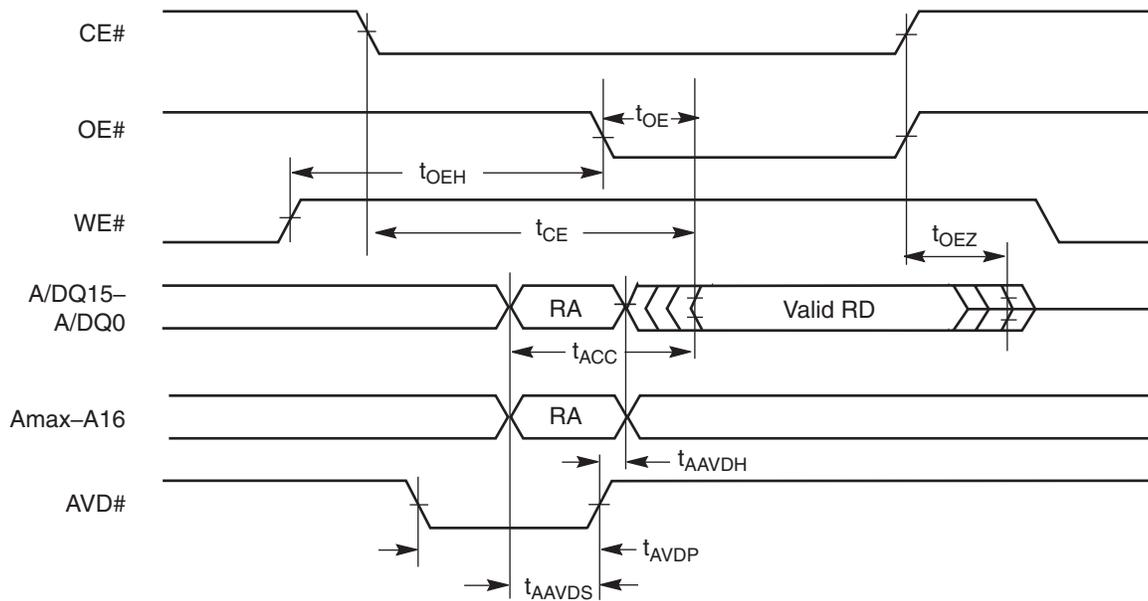 CE#
OE#
tOE
tOEH
WE#
tCE
tOEZ
A/DQ15–
A/DQ0
RA
Valid RD
tACC
Amax–A16
RA
tAAVDH
AVD#
tAVDP
tAAVDS